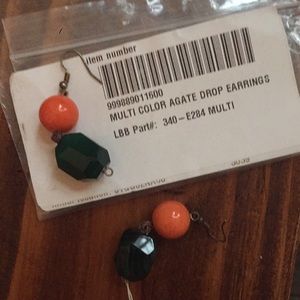 item number
999889011600
MULTI COLOR AGATE DROP EARRINGS
LBB Part#: 340-E284 MULTI